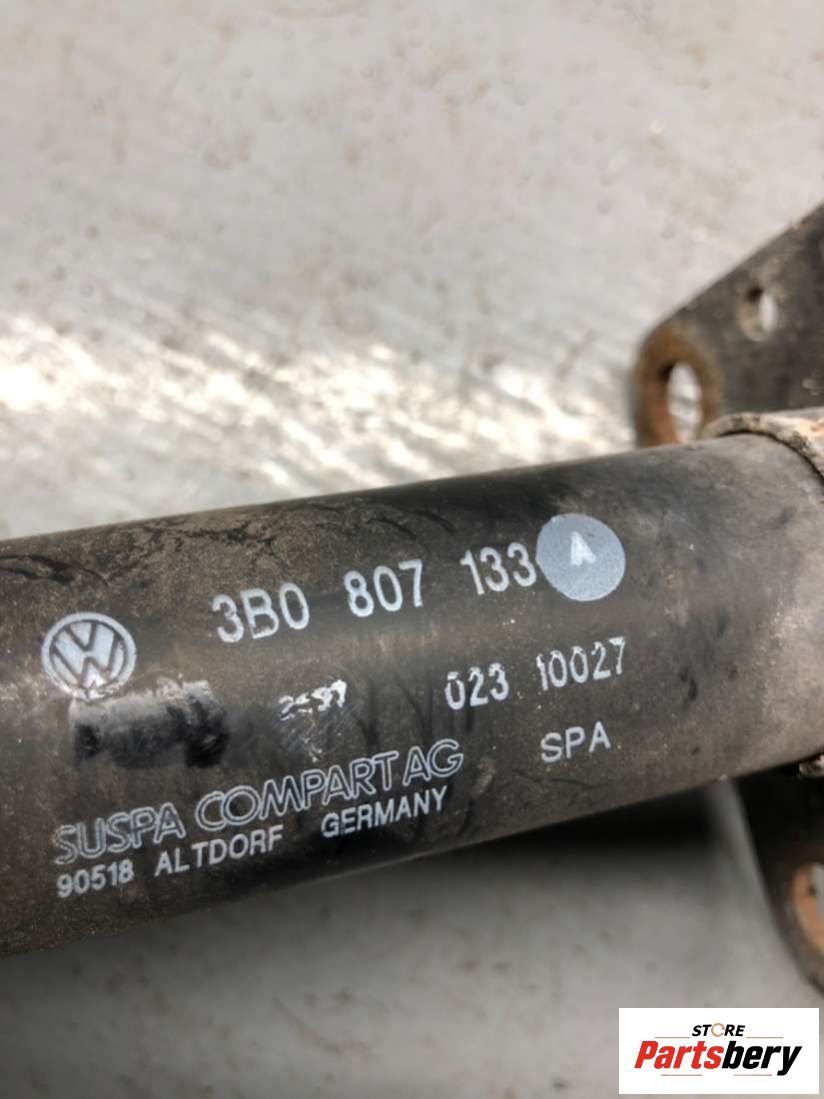 3B0 807 133 A
023 10027
SUSPA COMPART AG SPA
90518 ALTDORF GERMANY
STORE
Partsbery